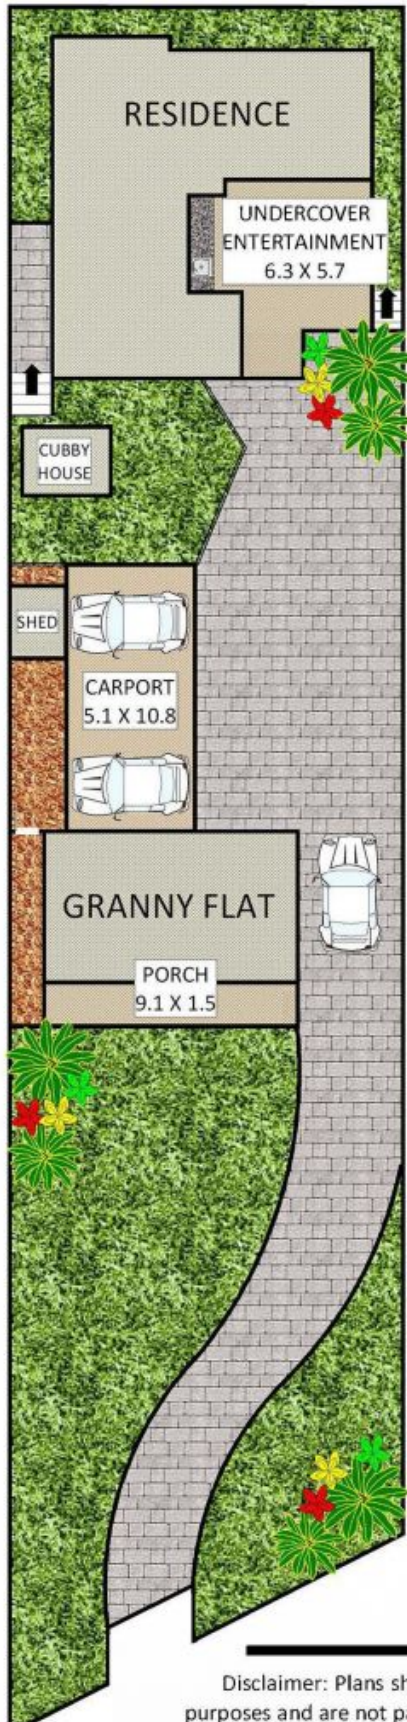 RESIDENCE
UNDERCOVER
ENTERTAINMENT
6.3 X 5.7
CUBBY
HOUSE
SHED
CARPORT
5.1 X 10.8
GRANNY FLAT
PORCH
9.1 X 1.5
Disclaimer: Plans sh
purposes and are not pa